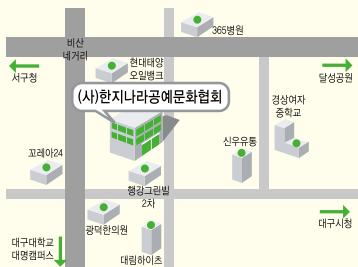 365병원
비산
네거리
현대태양
오일뱅크
서구청
달성공원
(사)한지나라공예문화협회
경상여자
중학교
신우유통
꼬레아24
행강그린빌
2차
광덕한의원
대구시청
대구대학교
대명캠퍼스
대림하이츠